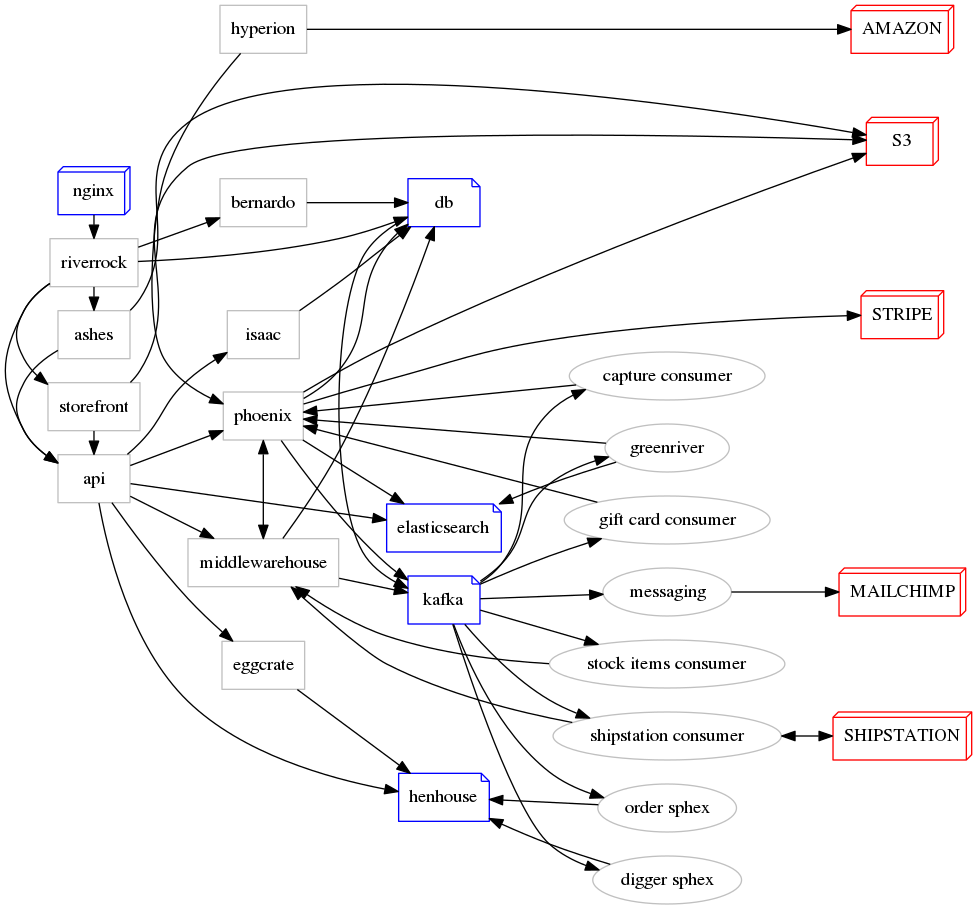 hyperion
AMAZON
S3
nginx
bernardo
db
riverrock
ashes
isaac
STRIPE
storefront
phoenix
capture consumer
greenriver
api
elasticsearch
gift card consumer
middlewarehouse
kafka
messaging
MAILCHIMP
eggcrate
stock items consumer
shipstation consumer
SHIPSTATION
henhouse
order sphex
digger sphex